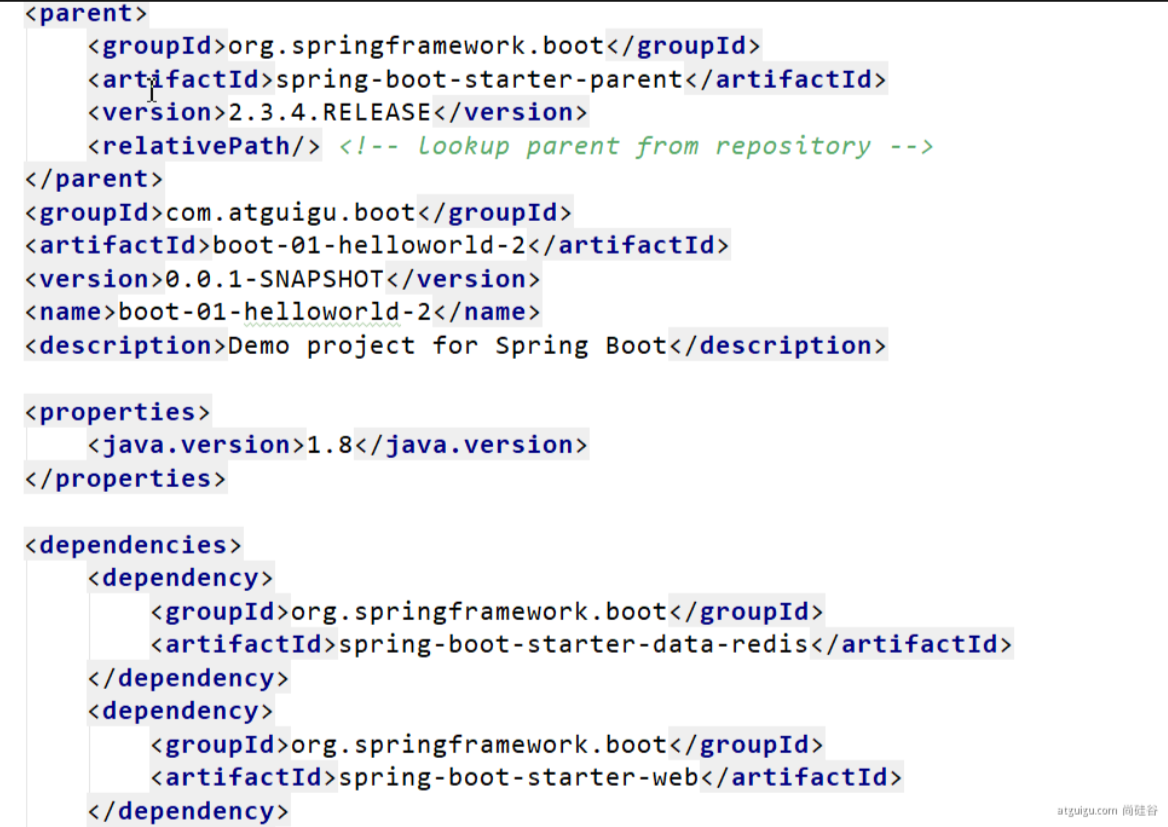 <parent>
    <groupId>org.springframework.boot</groupId>
    <artifactId>spring-boot-starter-parent</artifactId>
    <version>2.3.4.RELEASE</version>
    <relativePath/> <!-- lookup parent from repository -->
</parent>
<groupId>com.atguigu.boot</groupId>
<artifactId>boot-01-helloworld-2</artifactId>
<version>0.0.1-SNAPSHOT</version>
<name>boot-01-helloworld-2</name>
<description>Demo project for Spring Boot</description>
<properties>
    <java.version>1.8</java.version>
</properties>
<dependencies>
    <dependency>
        <groupId>org.springframework.boot</groupId>
        <artifactId>spring-boot-starter-data-redis</artifactId>
    </dependency>
    <dependency>
        <groupId>org.springframework.boot</groupId>
        <artifactId>spring-boot-starter-web</artifactId>
    </dependency>
atguigu.com 尚硅谷